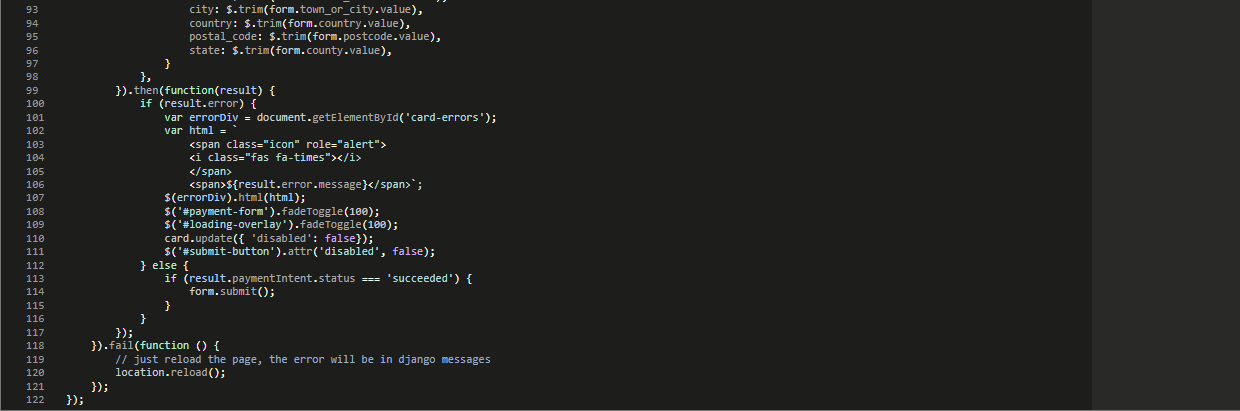 93 city: $.trim(form.town_or_city.value),
94 country: $.trim(form.country.value),
95 postal_code: $.trim(form.postcode.value),
96 state: $.trim(form.county.value),
97 }
98 },
99 }).then(function(result) {
100 if (result.error) {
101 var errorDiv = document.getElementById('card-errors');
102 var html = `
103 <span class="icon" role="alert">
104 <i class="fas fa-times"></i>
105 </span>
106 <span>${result.error.message}</span>`;
107 $(errorDiv).html(html);
108 $('#payment-form').fadeToggle(100);
109 $('#loading-overlay').fadeToggle(100);
110 card.update({ 'disabled': false});
111 $('#submit-button').attr('disabled', false);
112 } else {
113 if (result.paymentIntent.status === 'succeeded') {
114 form.submit();
115 }
116 }
117 });
118 }).fail(function () {
119 // just reload the page, the error will be in django messages
120 location.reload();
121 });
122 });